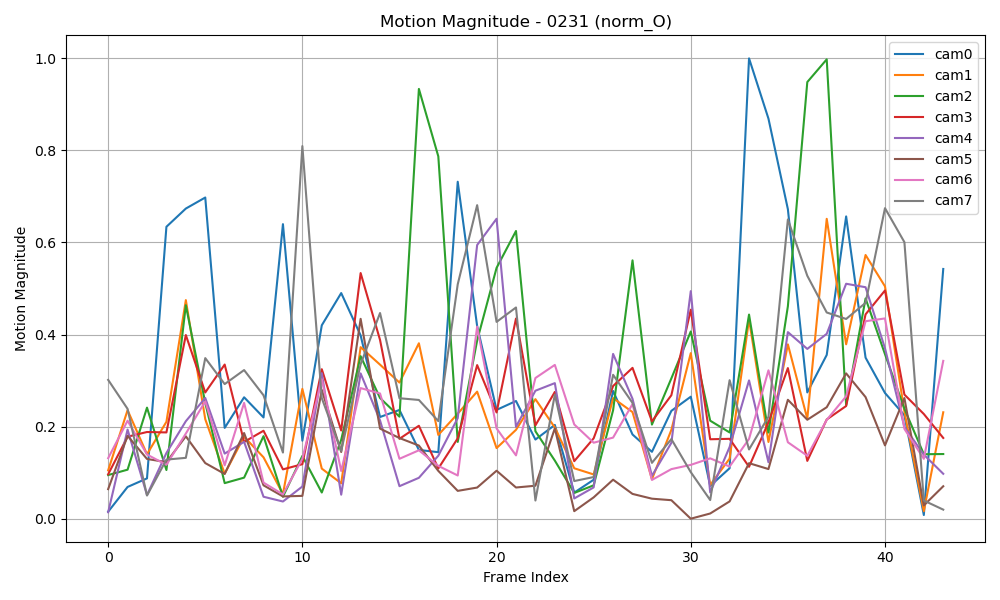 Motion Magnitude - 0231 (norm_O)
Motion Magnitude
1.0
0.8
0.6
0.4
0.2
0.0
0 10 20 30 40
Frame Index
cam0
cam1
cam2
cam3
cam4
cam5
cam6
cam7